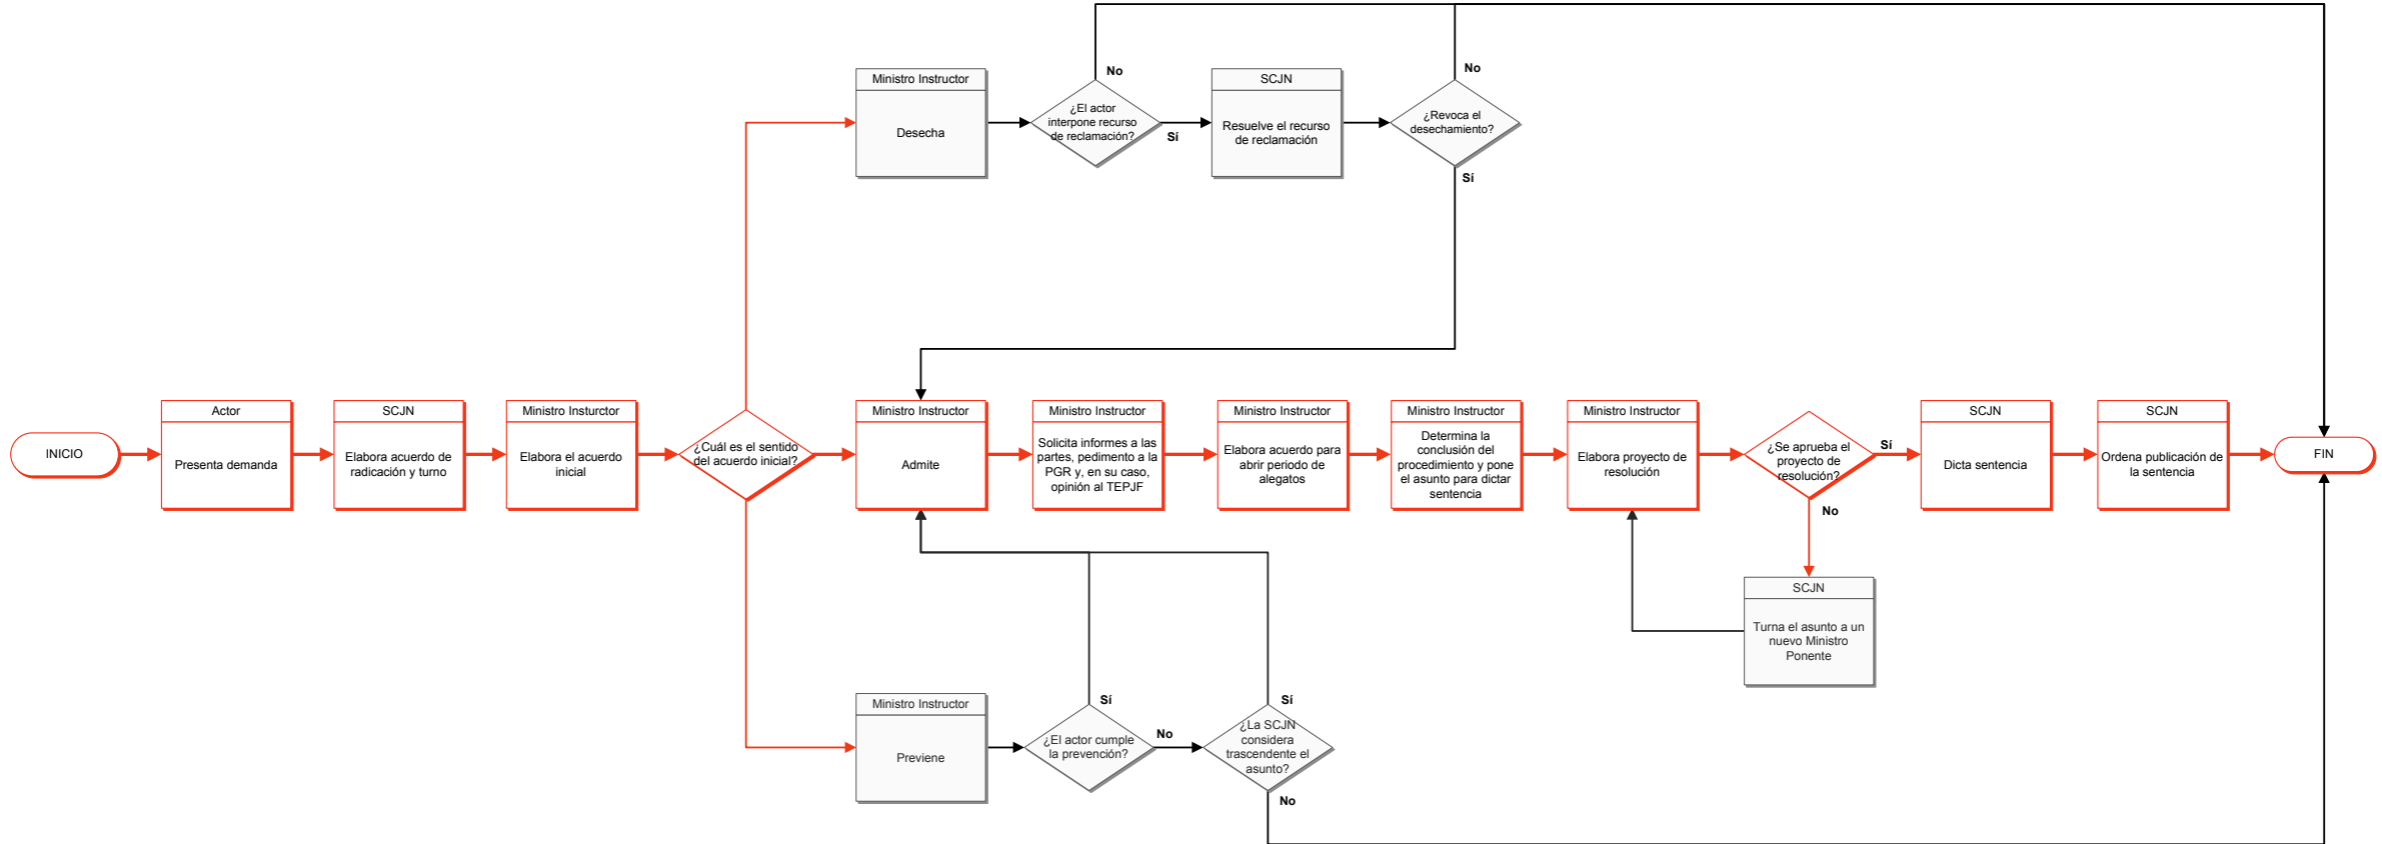 No
No
Ministro Instructor
Desecha
¿El actor
interpone recurso
de reclamación?
Sí
SCJN
Resuelve el recurso
de reclamación
¿Revoca el
desechamiento?
Sí
INICIO
Actor
Presenta demanda
SCJN
Elabora acuerdo de
radicación y turno
Ministro Insturctor
Elabora el acuerdo
inicial
¿Cuál es el sentido
del acuerdo inicial?
Ministro Instructor
Admite
Ministro Instructor
Solicita informes a las
partes, pedimento a la
PGR y, en su caso,
opinión al TEPJF
Ministro Instructor
Elabora acuerdo para
abrir periodo de
alegatos
Ministro Instructor
Determina la
conclusión del
procedimiento y pone
el asunto para dictar
sentencia
Ministro Instructor
Elabora proyecto de
resolución
¿Se aprueba el
proyecto de
resolución?
Sí
No
SCJN
Dicta sentencia
SCJN
Ordena publicación de
la sentencia
FIN
SCJN
Turna el asunto a un
nuevo Ministro
Ponente
Ministro Instructor
Previene
Sí
¿El actor cumple
la prevención?
No
Sí
¿La SCJN
considera
trascendente el
asunto?
No